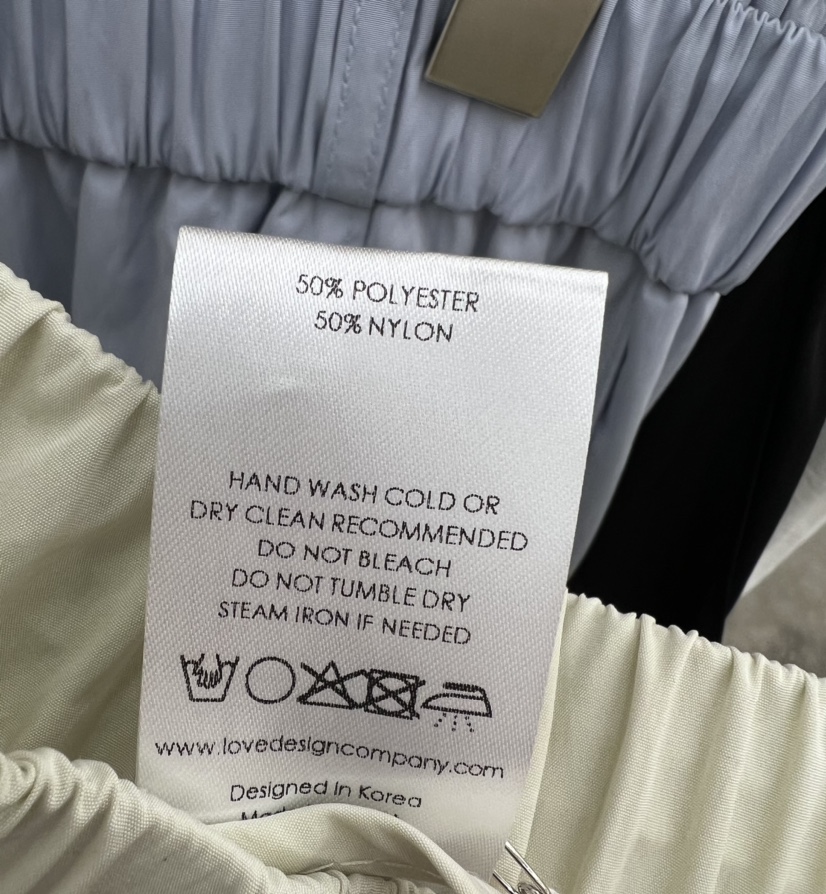 50% POLYESTER
50% NYLON
HAND WASH COLD OR
DRY CLEAN RECOMMENDED
DO NOT BLEACH
DO NOT TUMBLE DRY
STEAM IRON IF NEEDED
www.lovedesigncompany.com
Designed in Korea